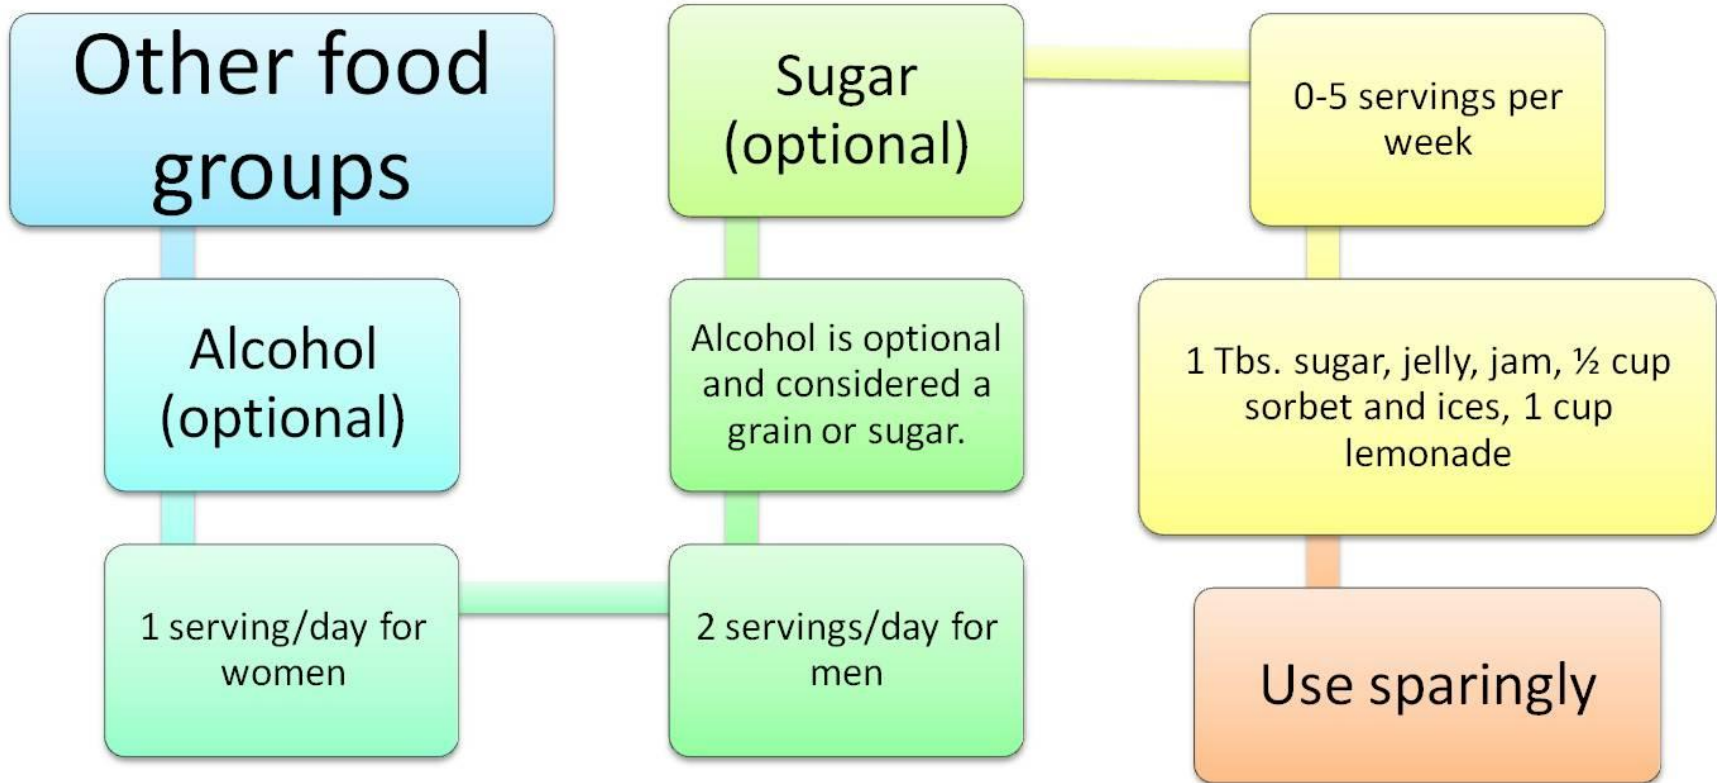 Other food
groups
Alcohol
(optional)
1 serving/day for
women
2 servings/day for
men
Alcohol is optional
and considered a
grain or sugar.
Sugar
(optional)
0-5 servings per
week
1 Tbs. sugar, jelly, jam, ½ cup
sorbet and ices, 1 cup
lemonade
Use sparingly